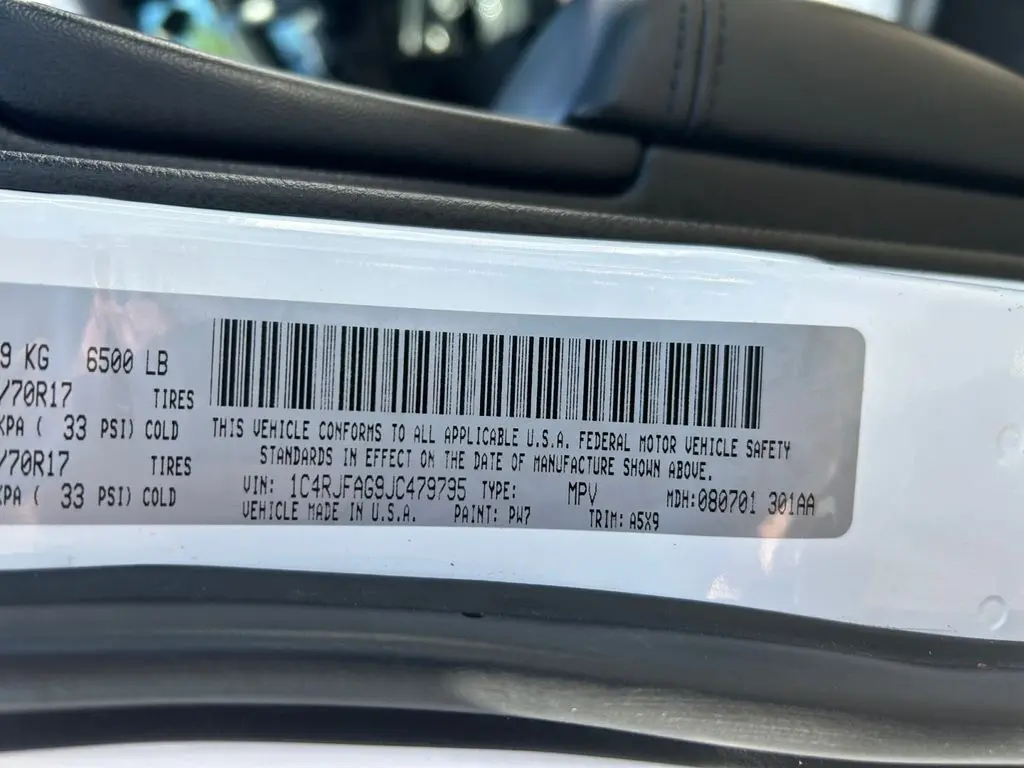 9 KG 6500 LB
/70R17 TIRES
KPA ( 33 PSI) COLD
/70R17 TIRES
KPA ( 33 PSI) COLD
THIS VEHICLE CONFORMS TO ALL APPLICABLE U.S.A. FEDERAL MOTOR VEHICLE SAFETY
STANDARDS IN EFFECT ON THE DATE OF MANUFACTURE SHOWN ABOVE.
VIN: 1C4RJFAG9JC479795 TYPE: MPV MDH:080701 301AA
VEHICLE MADE IN U.S.A. PAINT: PW7 TRIM: A5X9